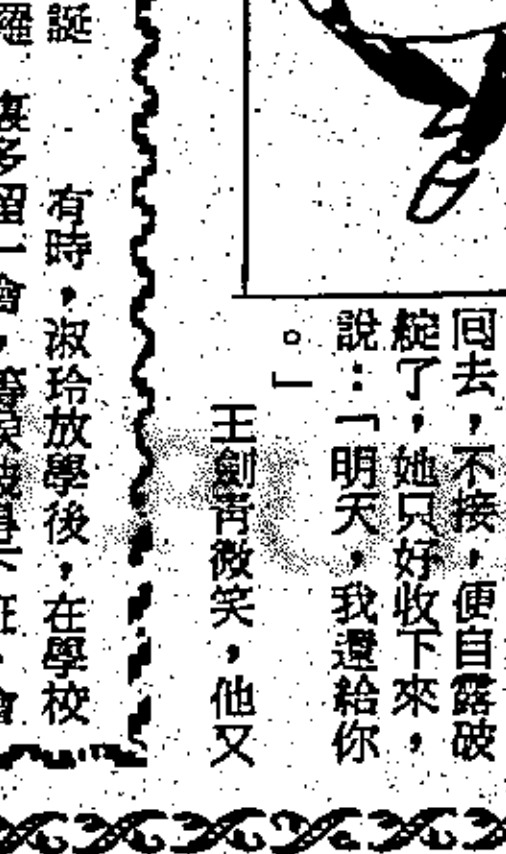 回去，不接，便自露破
綻了，她只好收下來，
說：「明天，我還給你
。」
王劍青微笑，他又
誕
有時，淑玲放學後，在學校
多留一會，